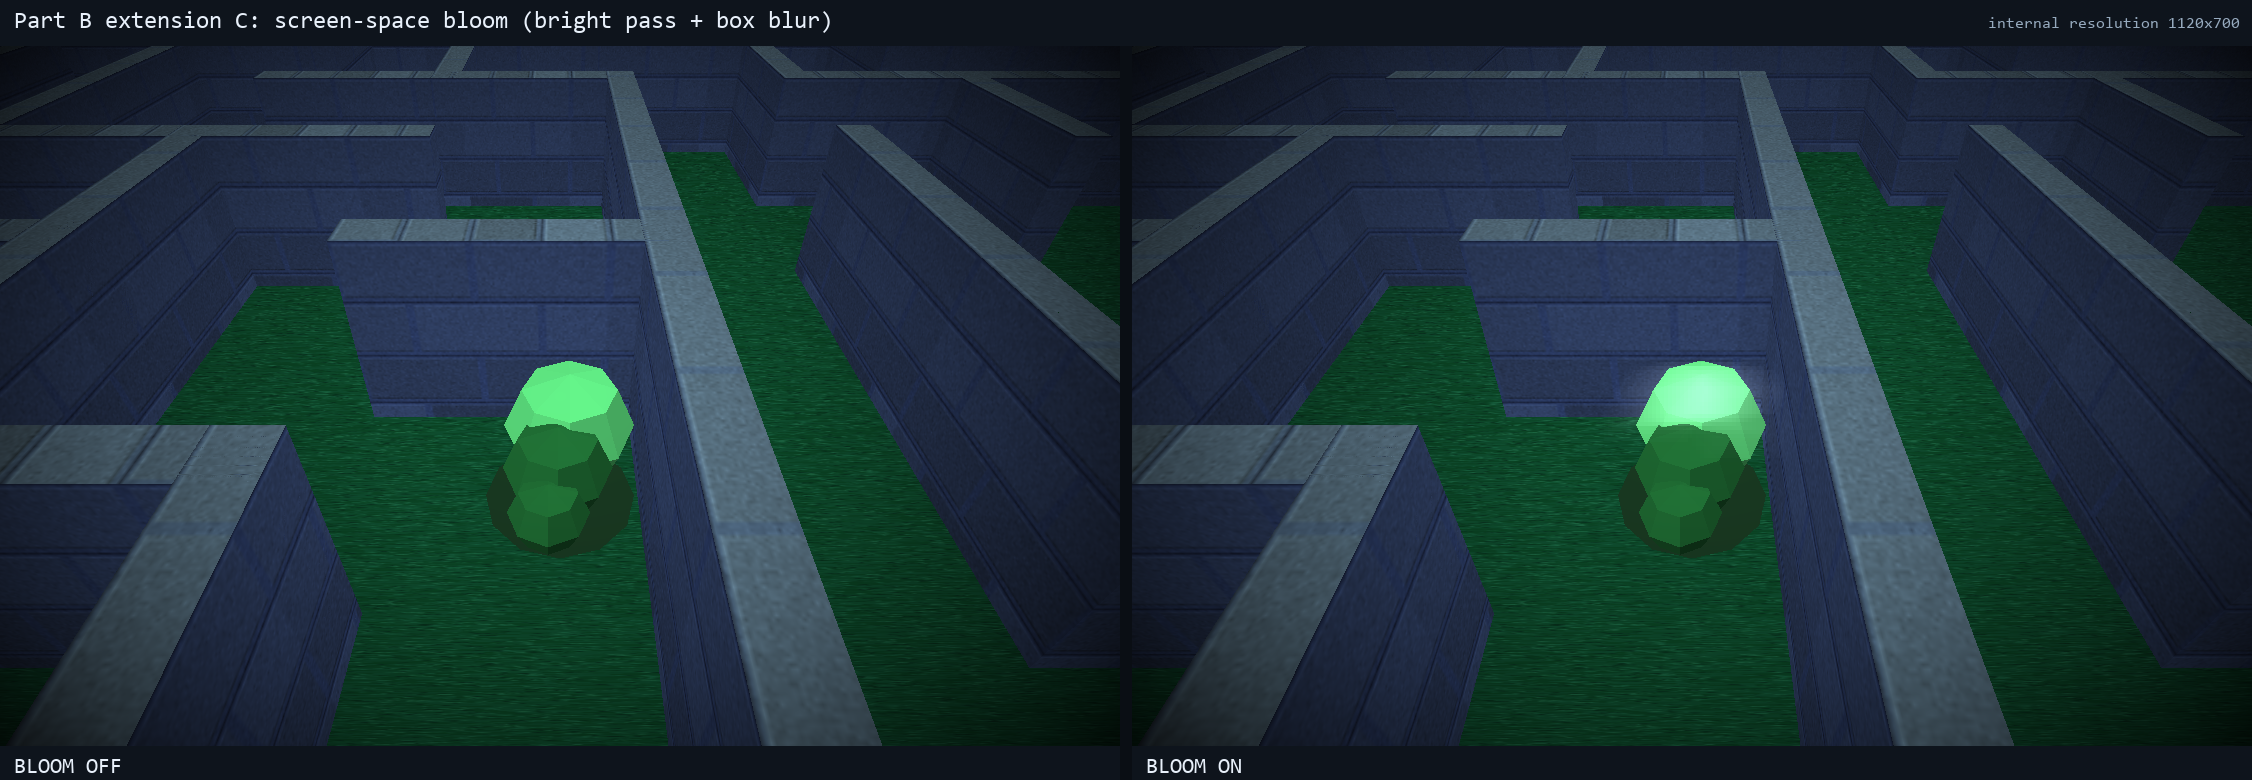 Part B extension C: screen-space bloom (bright pass + box blur)
internal resolution 1120x700
BLOOM OFF
BLOOM ON